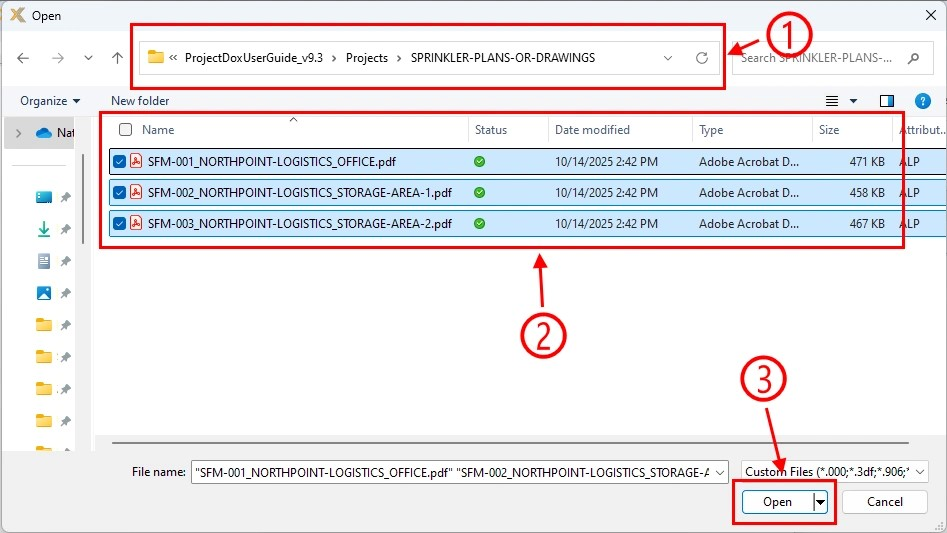 Open
1
« ProjectDoxUserGuide_v9.3 > Projects > SPRINKLER-PLANS-OR-DRAWINGS
Search SPRINKLER-PLANS-...
Organize New folder
Nat
Name Status Date modified Type Size Attribut..
SFM-001_NORTHPOINT-LOGISTICS_OFFICE.pdf 10/14/2025 2:42 PM Adobe Acrobat D... 471 KB ALP
SFM-002_NORTHPOINT-LOGISTICS_STORAGE-AREA-1.pdf 10/14/2025 2:42 PM Adobe Acrobat D... 458 KB ALP
SFM-003_NORTHPOINT-LOGISTICS_STORAGE-AREA-2.pdf 10/14/2025 2:42 PM Adobe Acrobat D... 467 KB ALP
2
3
File name: "SFM-001_NORTHPOINT-LOGISTICS_OFFICE.pdf" "SFM-002_NORTHPOINT-LOGISTICS_STORAGE-A Custom Files (*.000;*.3df;*.906;*
Open Cancel